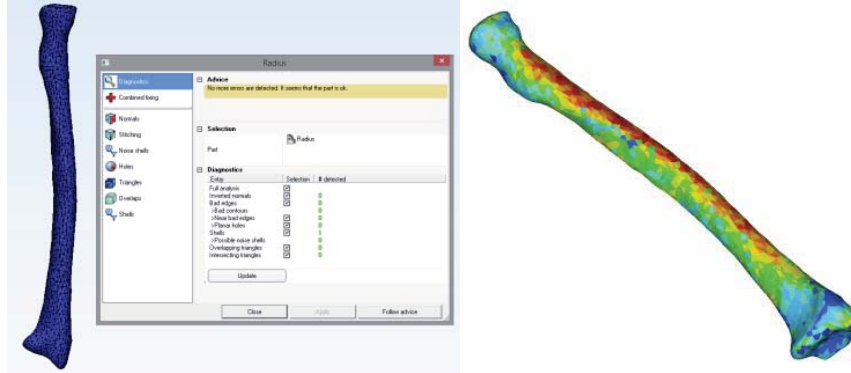 Radius
Diagnostics
Combined fixing
Normals
Stitching
Noise shells
Holes
Triangles
Overlaps
Shells
Advice
No more errors are detected. It seems that the part is ok.
Selection
Part
Radius
Diagnostics
Entry Selection # detected
Full analysis
Inverted normals 0
Bad edges 0
>Bad contours 0
>Near bad edges 0
>Planar holes 0
Shells 1
>Possible noise shells 0
Overlapping triangles 0
Intersecting triangles 0
Update
Close Apply Follow advice